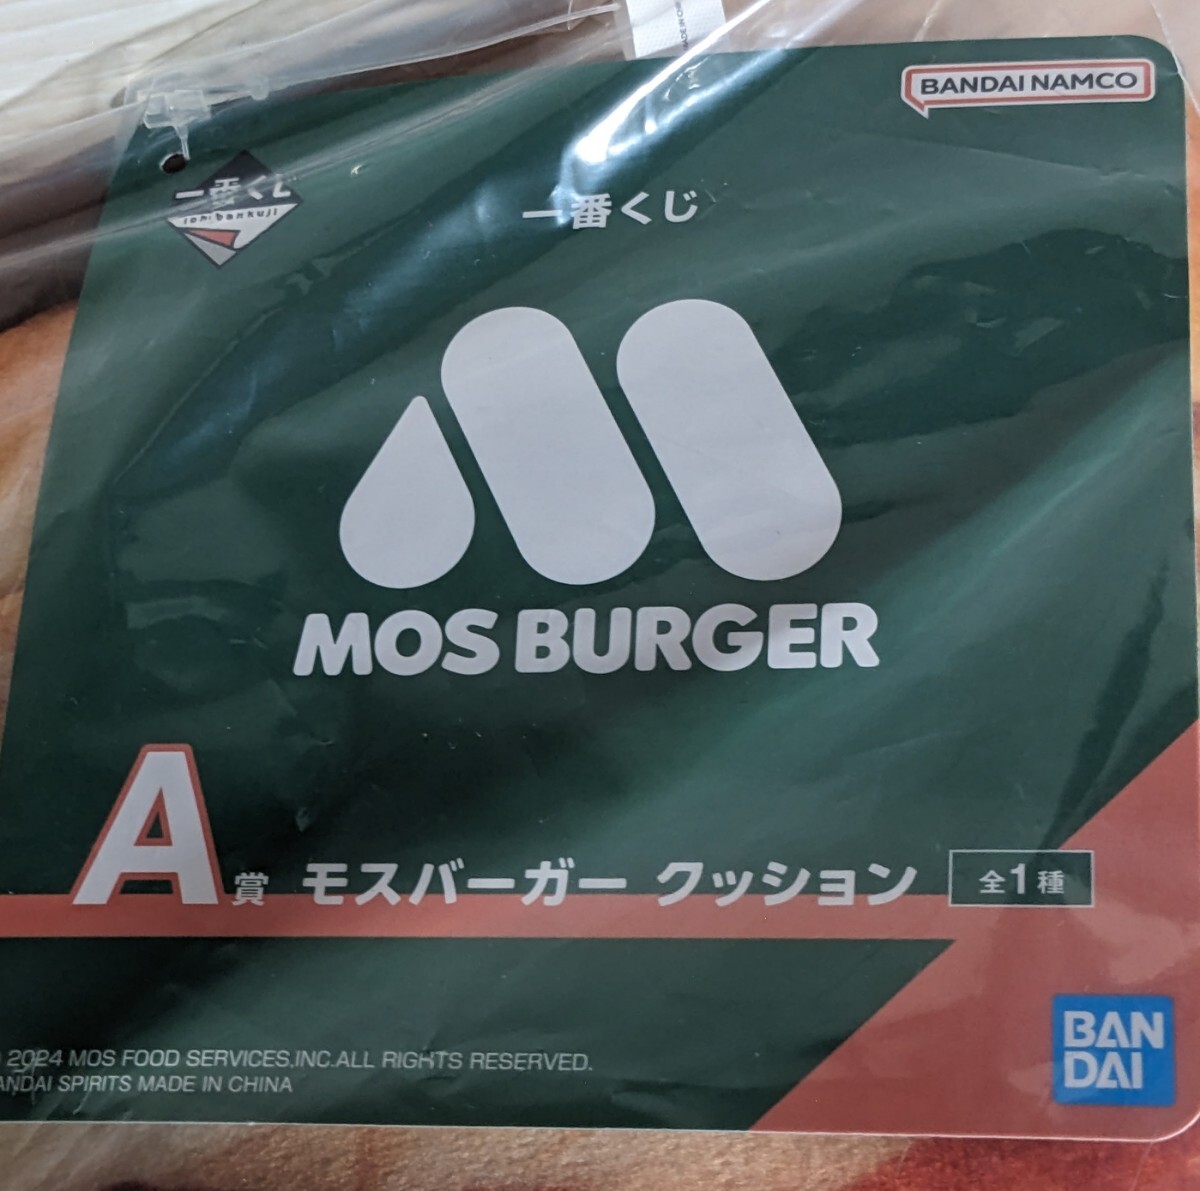 BANDAI NAMCO
一番くじ
ichibankuji
一番くじ
MOS BURGER
A賞 モスバーガー クッション 全1種
2024 MOS FOOD SERVICES,INC.ALL RIGHTS RESERVED.
ANDAI SPIRITS MADE IN CHINA
BAN
DAI